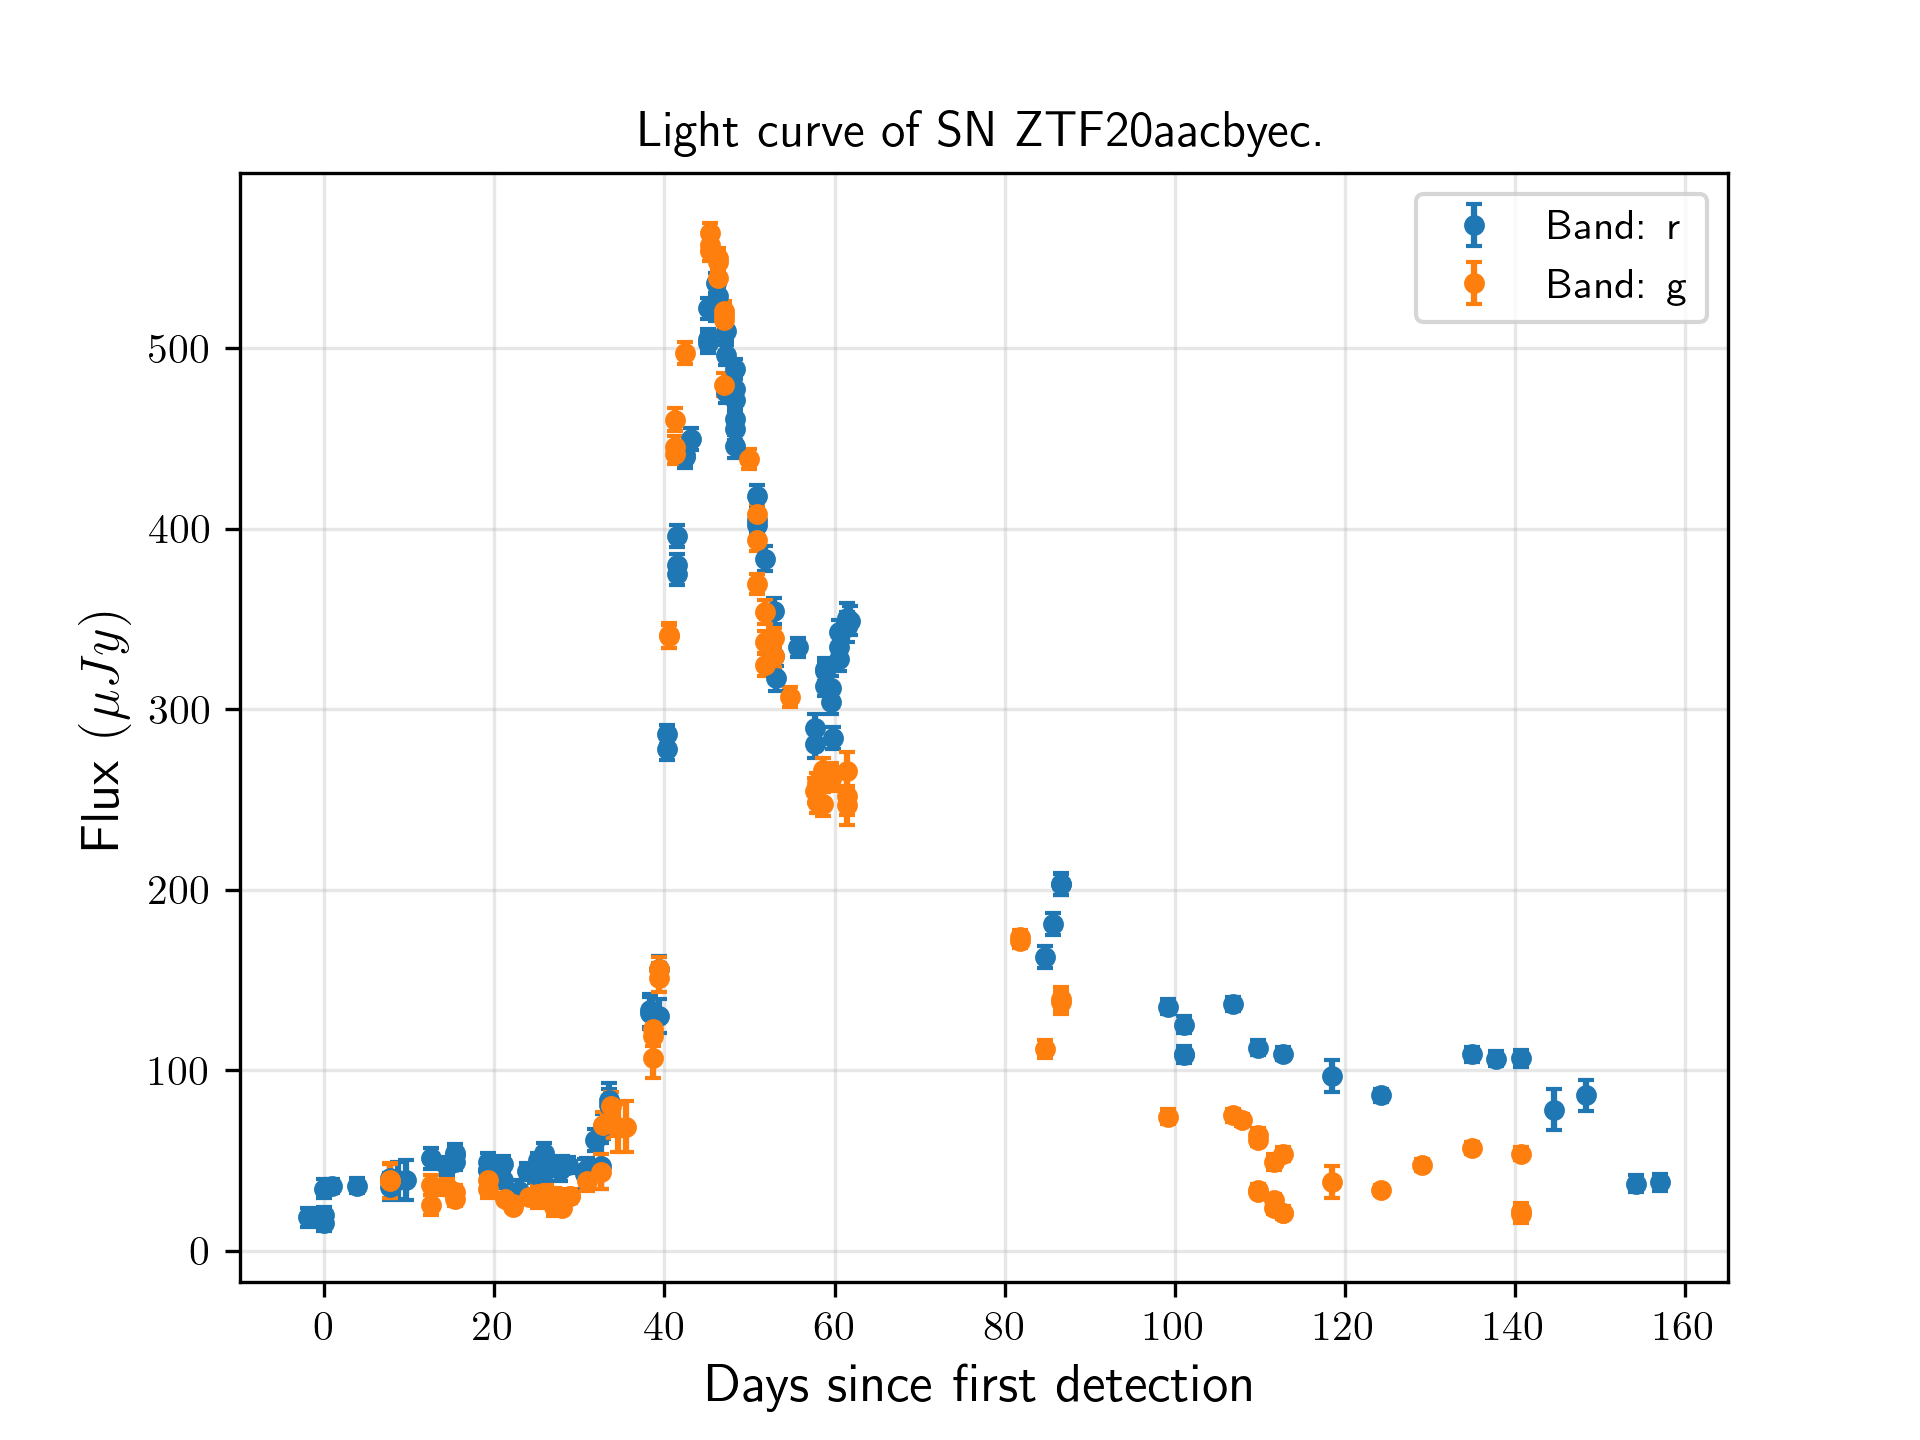 Light curve of SN ZTF20aacbyec.
Band: r
Band: g
Flux (μJy)
500
400
300
200
100
0
0 20 40 60 80 100 120 140 160
Days since first detection